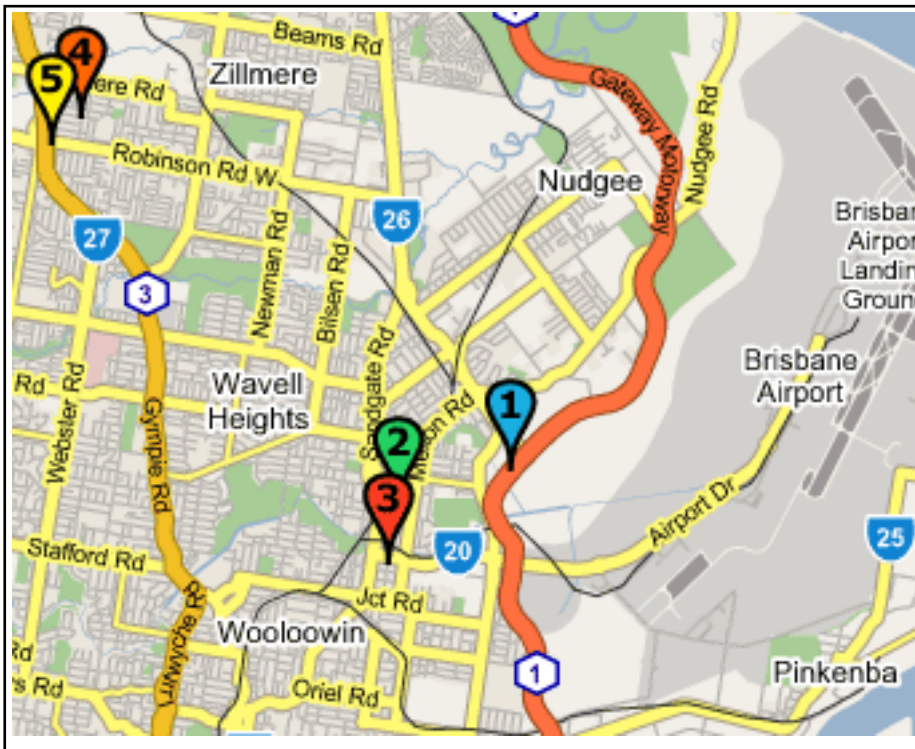 1
Beams Rd
4
5
Zillmere
ere Rd
Gateway Motorway
Nudgee Rd
Robinson Rd W
Nudgee
26
27
3
Newman Rd
Bilsen Rd
Brisban
Airpor
Landin
Groun
Sandgate Rd
Brisbane
Airport
Rd
Webster Rd
Wavell
Heights
1
2
Rd
3
Gympie Rd
Airport Dr
20
25
Stafford Rd
Jct Rd
Wooloowin
Lutwyche R
1
Pinkenba
rs Rd
Oriel Rd